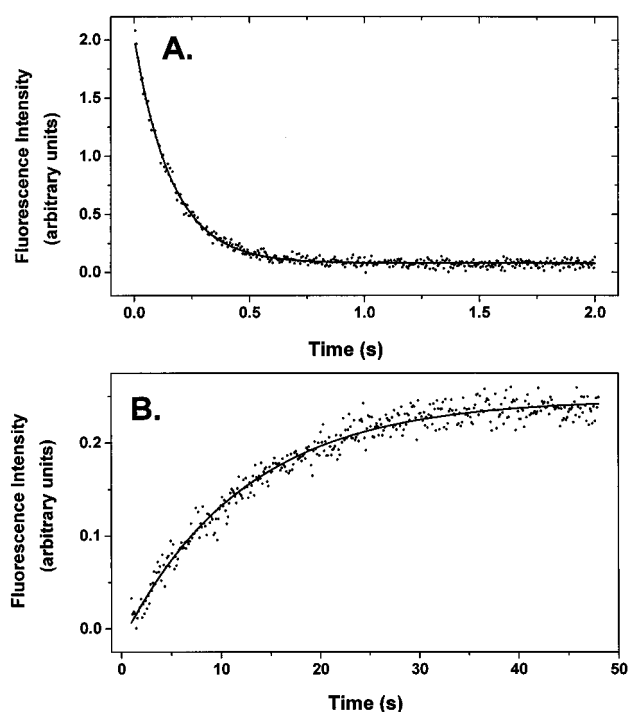 A.
Fluorescence Intensity
(arbitrary units)
2.0
1.5
1.0
0.5
0.0
0.0 0.5 1.0 1.5 2.0
Time (s)
B.
Fluorescence Intensity
(arbitrary units)
0.2
0.1
0.0
0 10 20 30 40 50
Time (s)